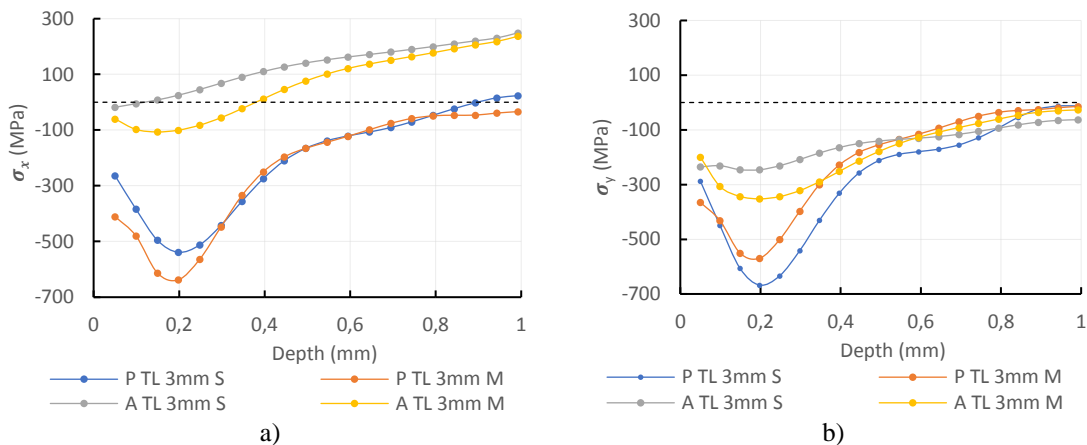 300
100
-100
-300
-500
-700
σx (MPa)
0
0,2
0,4
0,6
0,8
1
Depth (mm)
P TL 3mm S
P TL 3mm M
A TL 3mm S
A TL 3mm M
a)
300
100
-100
-300
-500
-700
σy (MPa)
0
0,2
0,4
0,6
0,8
1
Depth (mm)
P TL 3mm S
P TL 3mm M
A TL 3mm S
A TL 3mm M
b)